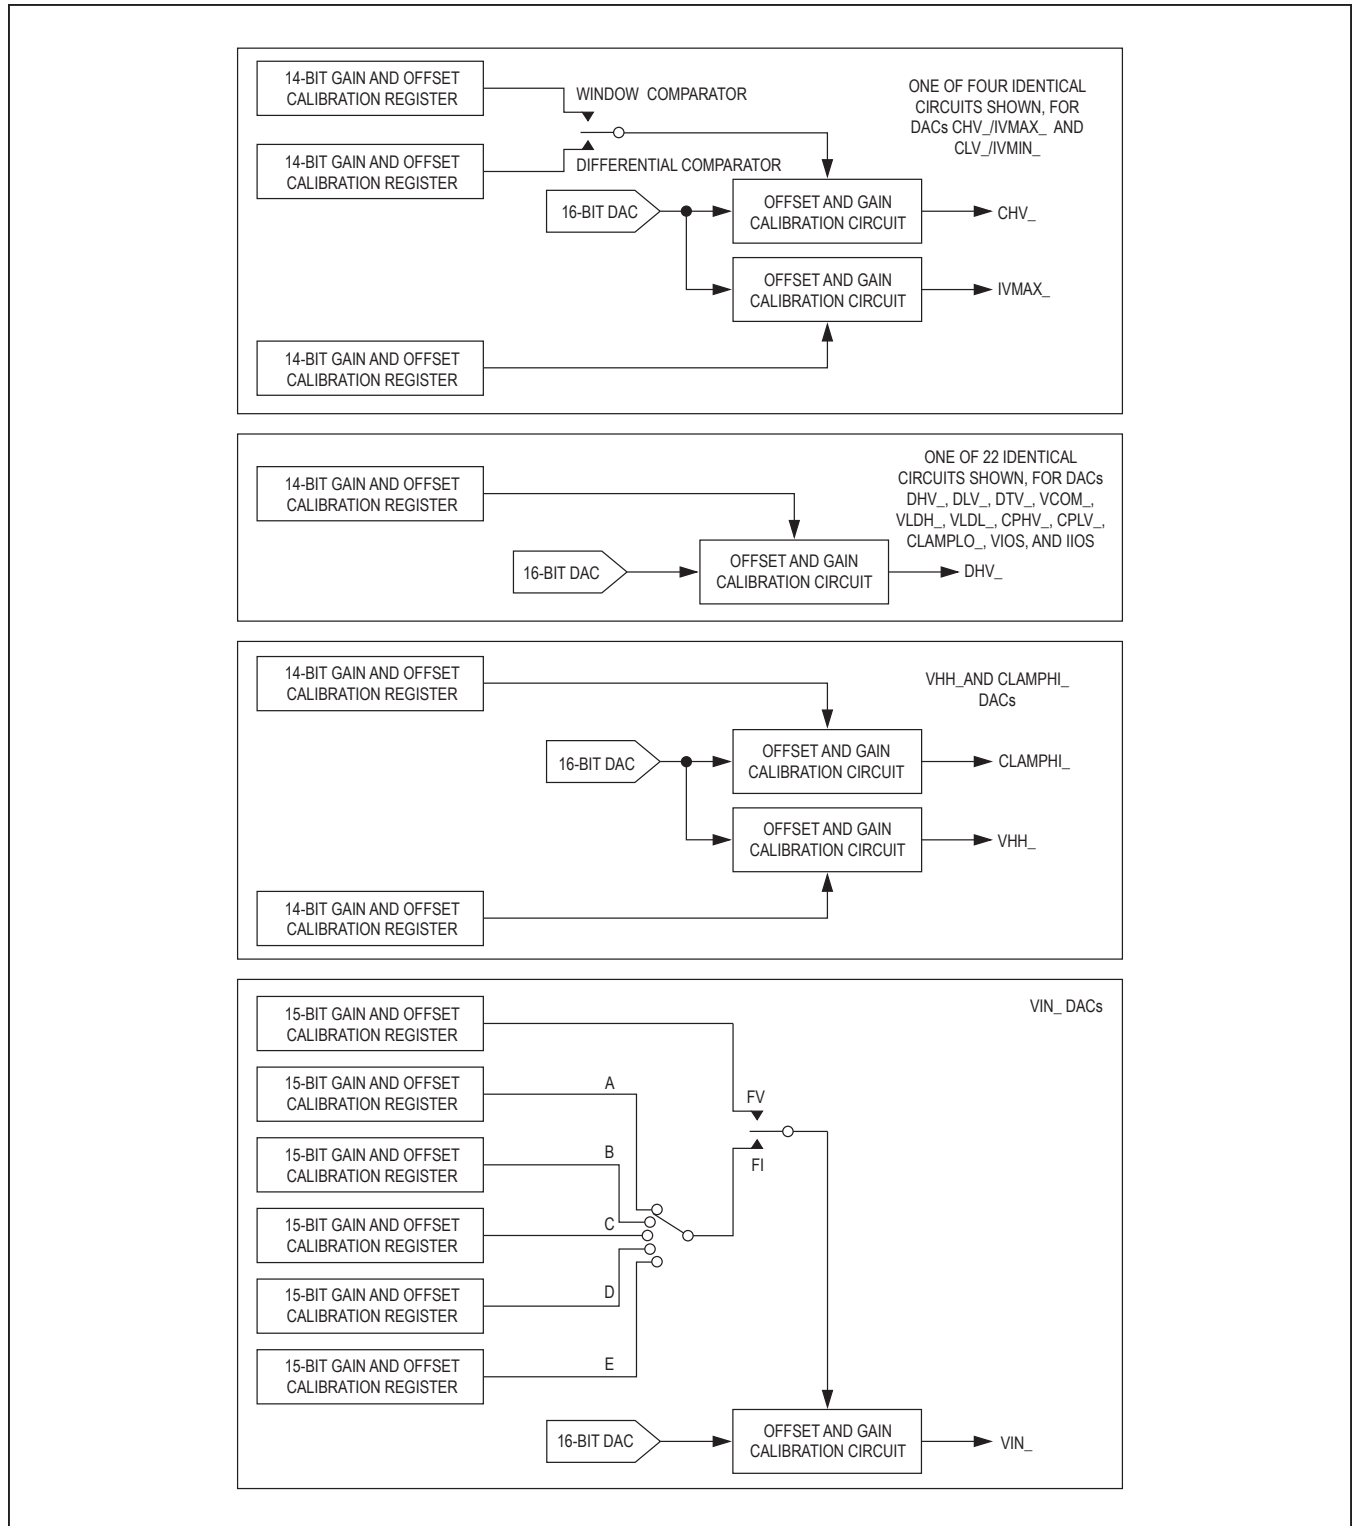 14-BIT GAIN AND OFFSET
CALIBRATION REGISTER
WINDOW COMPARATOR
ONE OF FOUR IDENTICAL
CIRCUITS SHOWN, FOR
DACs CHV_/IVMAX_ AND
CLV_/IVMIN_
14-BIT GAIN AND OFFSET
CALIBRATION REGISTER
DIFFERENTIAL COMPARATOR
16-BIT DAC
OFFSET AND GAIN
CALIBRATION CIRCUIT
CHV_
OFFSET AND GAIN
CALIBRATION CIRCUIT
IVMAX_
14-BIT GAIN AND OFFSET
CALIBRATION REGISTER
14-BIT GAIN AND OFFSET
CALIBRATION REGISTER
ONE OF 22 IDENTICAL
CIRCUITS SHOWN, FOR DACs
DHV_, DLV_, DTV_, VCOM_,
VLDH_, VLDL_, CPHV_, CPLV_,
CLAMPLO_, VIOS, AND IIOS
16-BIT DAC
OFFSET AND GAIN
CALIBRATION CIRCUIT
DHV_
14-BIT GAIN AND OFFSET
CALIBRATION REGISTER
VHH_AND CLAMPHI_
DACs
16-BIT DAC
OFFSET AND GAIN
CALIBRATION CIRCUIT
CLAMPHI_
OFFSET AND GAIN
CALIBRATION CIRCUIT
VHH_
14-BIT GAIN AND OFFSET
CALIBRATION REGISTER
15-BIT GAIN AND OFFSET
CALIBRATION REGISTER
VIN_ DACs
15-BIT GAIN AND OFFSET
CALIBRATION REGISTER
A
FV
15-BIT GAIN AND OFFSET
CALIBRATION REGISTER
B
FI
15-BIT GAIN AND OFFSET
CALIBRATION REGISTER
C
15-BIT GAIN AND OFFSET
CALIBRATION REGISTER
D
15-BIT GAIN AND OFFSET
CALIBRATION REGISTER
E
16-BIT DAC
OFFSET AND GAIN
CALIBRATION CIRCUIT
VIN_